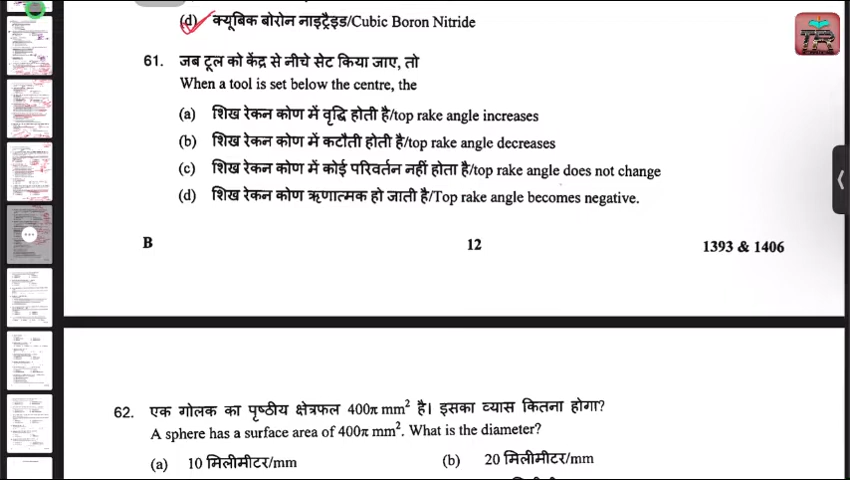 (d) क्यूबिक बोरोन नाइट्रैइड/Cubic Boron Nitride
TR
61. जब टूल को केंद्र से नीचे सेट किया जाए, तो
When a tool is set below the centre, the
(a) शिख रेकन कोण में वृद्धि होती है/top rake angle increases
(b) शिख रेकन कोण में कटौती होती है/top rake angle decreases
(c) शिख रेकन कोण में कोई परिवर्तन नहीं होता है/top rake angle does not change
(d) शिख रेकन कोण ऋणात्मक हो जाती है/Top rake angle becomes negative.
B 12 1393 & 1406
62. एक गोलक का पृष्ठीय क्षेत्रफल 400π mm² है। इसका व्यास कितना होगा?
A sphere has a surface area of 400π mm². What is the diameter?
(a) 10 मिलीमीटर/mm (b) 20 मिलीमीटर/mm